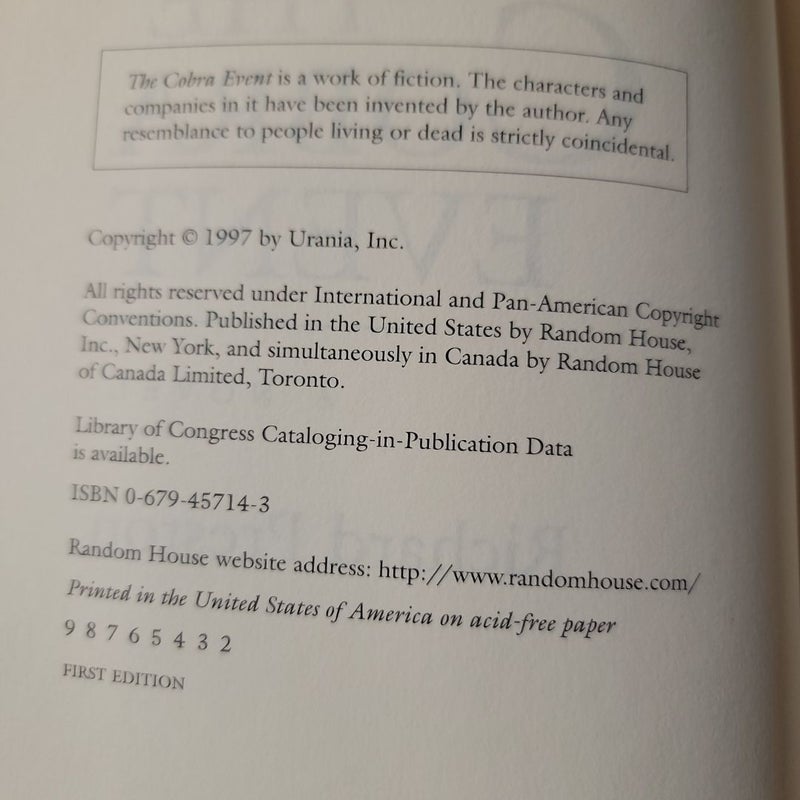 The Cobra Event is a work of fiction. The characters and
companies in it have been invented by the author. Any
resemblance to people living or dead is strictly coincidental.
Copyright © 1997 by Urania, Inc.
All rights reserved under International and Pan-American Copyright
Conventions. Published in the United States by Random House,
Inc., New York, and simultaneously in Canada by Random House
of Canada Limited, Toronto.
Library of Congress Cataloging-in-Publication Data
is available.
ISBN 0-679-45714-3
Random House website address: http://www.randomhouse.com/
Printed in the United States of America on acid-free paper
9 8 7 6 5 4 3 2
FIRST EDITION